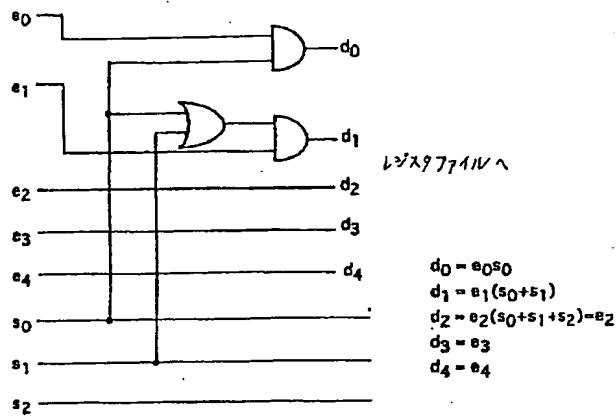 e0
d0
e1
d1
レジスタファイルへ
e2
d2
e3
d3
e4
d4
s0
s1
s2
d0 = e0s0
d1 = e1(s0+s1)
d2 = e2(s0+s1+s2)=e2
d3 = e3
d4 = e4